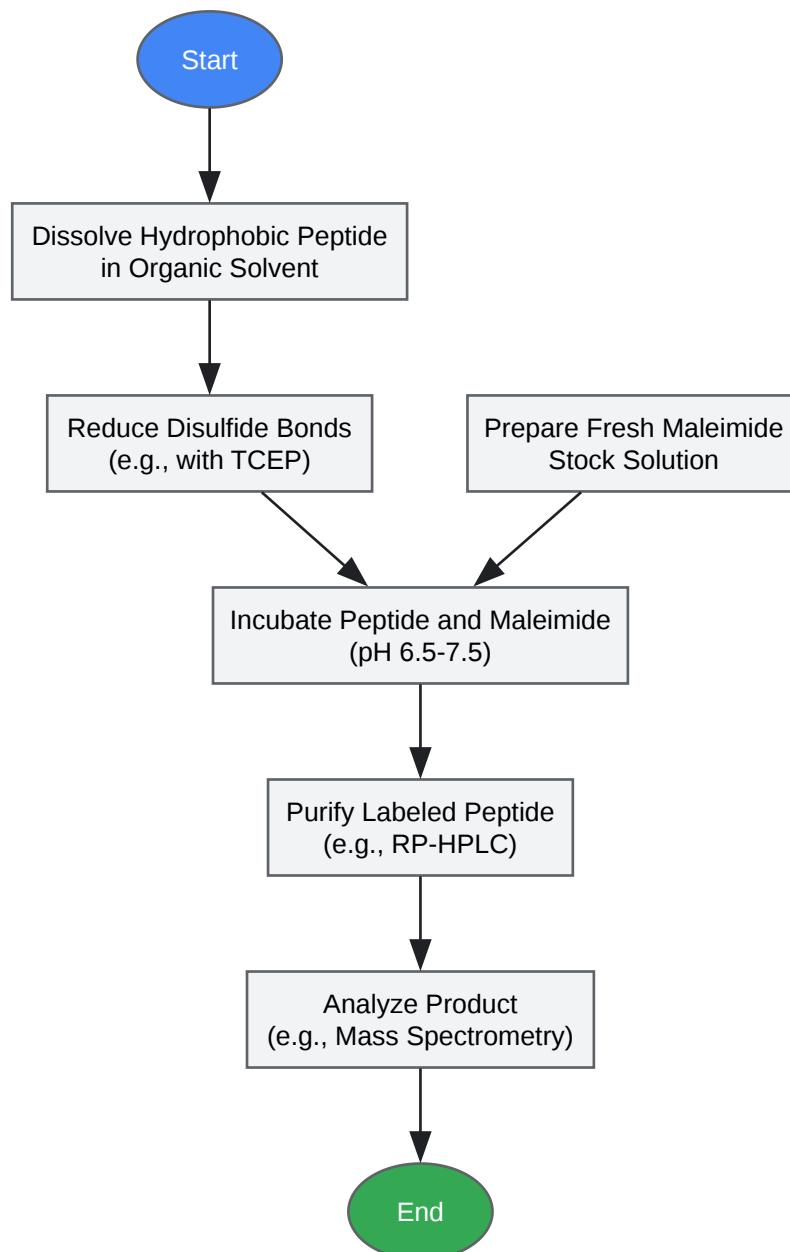 Start
Dissolve Hydrophobic Peptide
in Organic Solvent
Reduce Disulfide Bonds
(e.g., with TCEP)
Prepare Fresh Maleimide
Stock Solution
Incubate Peptide and Maleimide
(pH 6.5-7.5)
Purify Labeled Peptide
(e.g., RP-HPLC)
Analyze Product
(e.g., Mass Spectrometry)
End